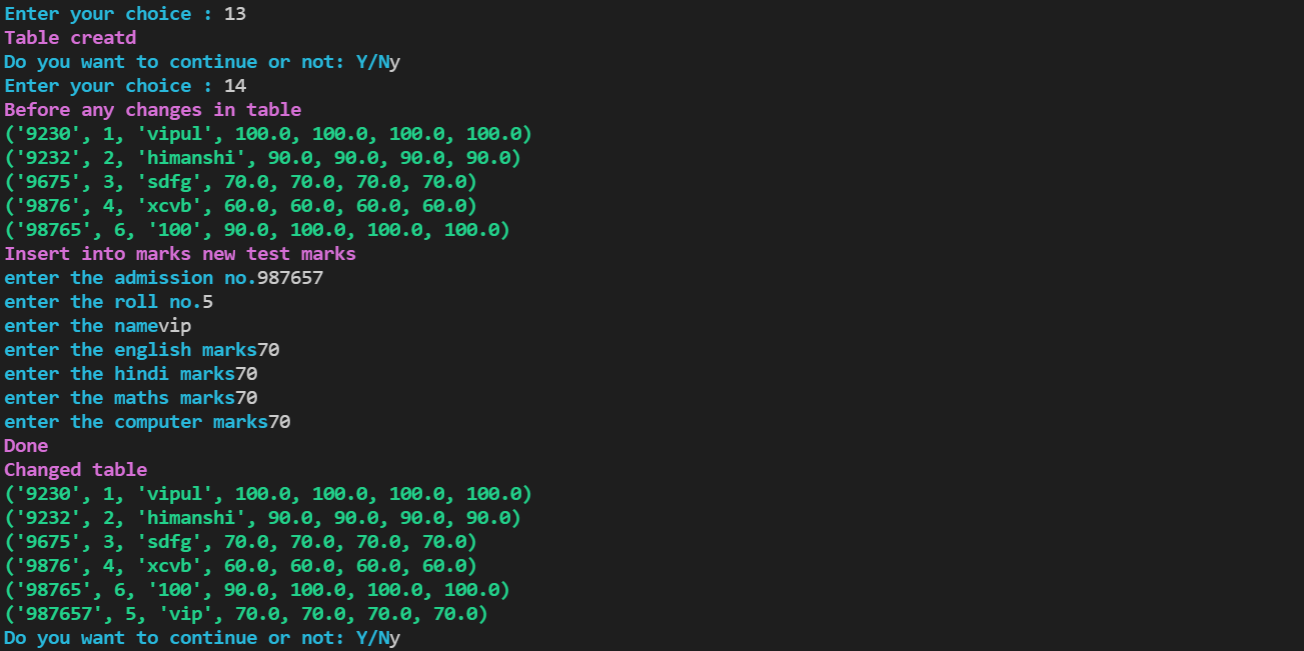 Enter your choice : 13
Table creatd
Do you want to continue or not: Y/Ny
Enter your choice : 14
Before any changes in table
('9230', 1, 'vipul', 100.0, 100.0, 100.0, 100.0)
('9232', 2, 'himanshi', 90.0, 90.0, 90.0, 90.0)
('9675', 3, 'sdfg', 70.0, 70.0, 70.0, 70.0)
('9876', 4, 'xcvb', 60.0, 60.0, 60.0, 60.0)
('98765', 6, '100', 90.0, 100.0, 100.0, 100.0)
Insert into marks new test marks
enter the admission no.987657
enter the roll no.5
enter the namevip
enter the english marks70
enter the hindi marks70
enter the maths marks70
enter the computer marks70
Done
Changed table
('9230', 1, 'vipul', 100.0, 100.0, 100.0, 100.0)
('9232', 2, 'himanshi', 90.0, 90.0, 90.0, 90.0)
('9675', 3, 'sdfg', 70.0, 70.0, 70.0, 70.0)
('9876', 4, 'xcvb', 60.0, 60.0, 60.0, 60.0)
('98765', 6, '100', 90.0, 100.0, 100.0, 100.0)
('987657', 5, 'vip', 70.0, 70.0, 70.0, 70.0)
Do you want to continue or not: Y/Ny